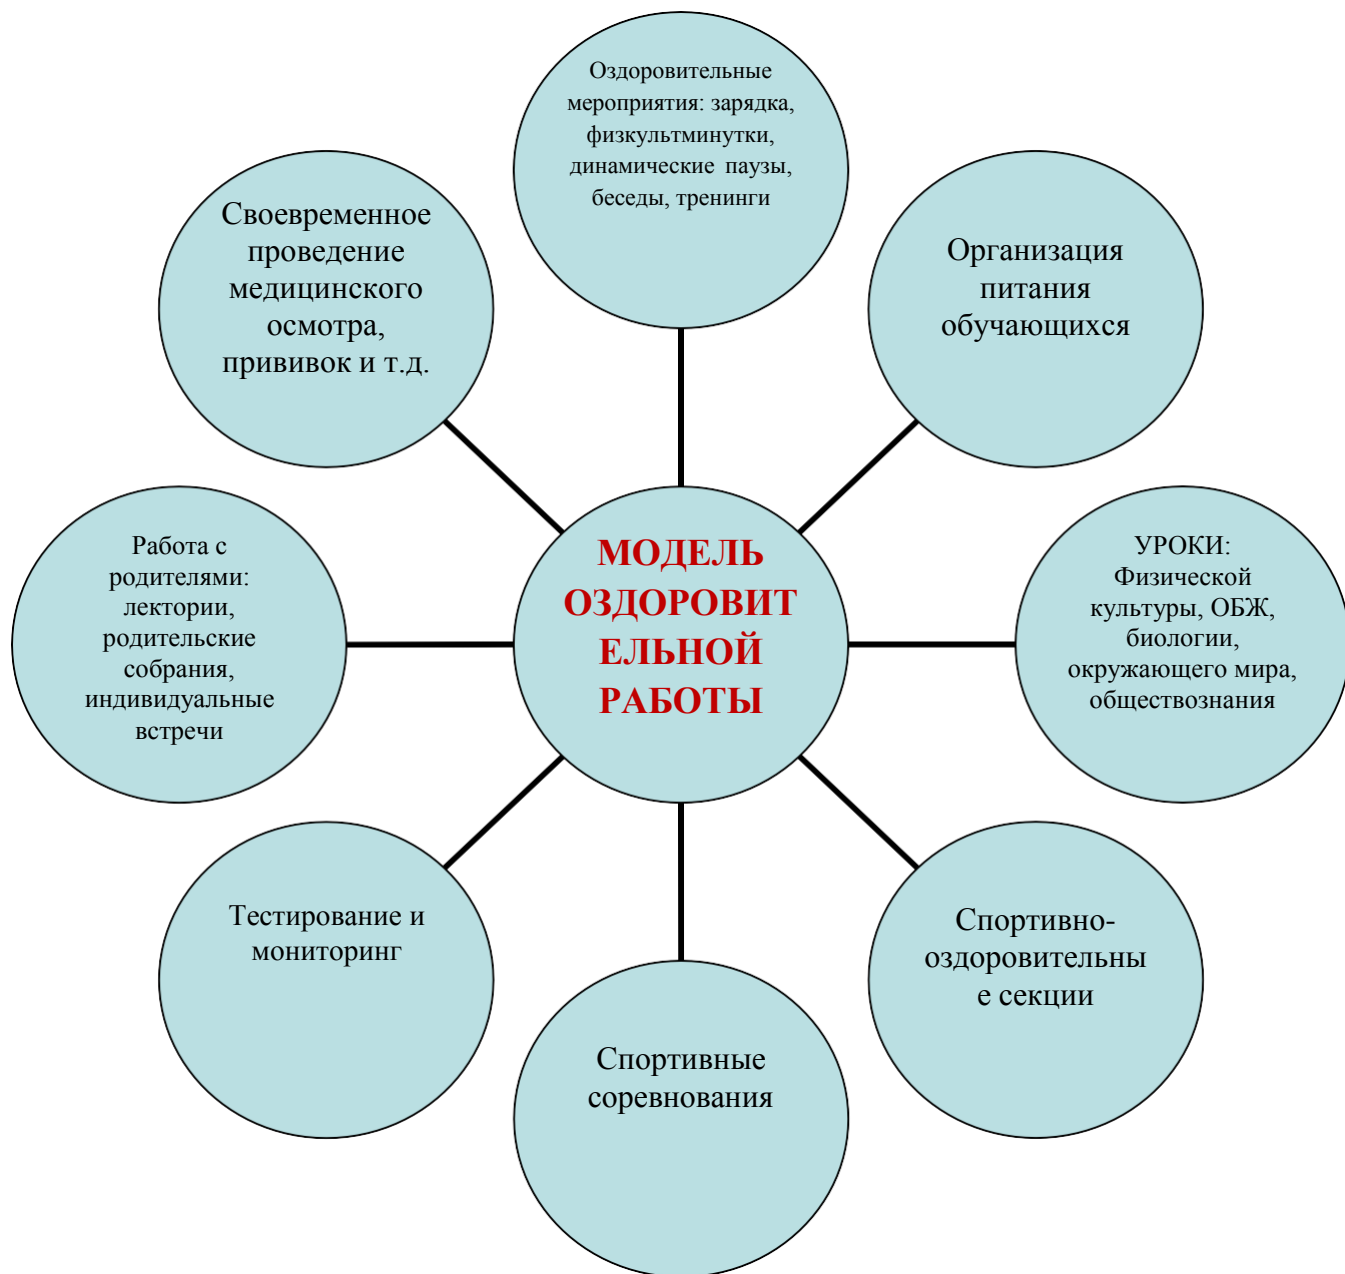 Оздоровительные
мероприятия: зарядка,
физкультминутки,
динамические паузы,
беседы, тренинги
Своевременное
проведение
медицинского
осмотра,
прививок и т.д.
Организация
питания
обучающихся
Работа с
родителями:
лектории,
родительские
собрания,
индивидуальные
встречи
МОДЕЛЬ
ОЗДОРОВИТ
ЕЛЬНОЙ
РАБОТЫ
УРОКИ:
Физической
культуры, ОБЖ,
биологии,
окружающего мира,
обществознания
Тестирование и
мониторинг
Спортивно-
оздоровительны
е секции
Спортивные
соревнования